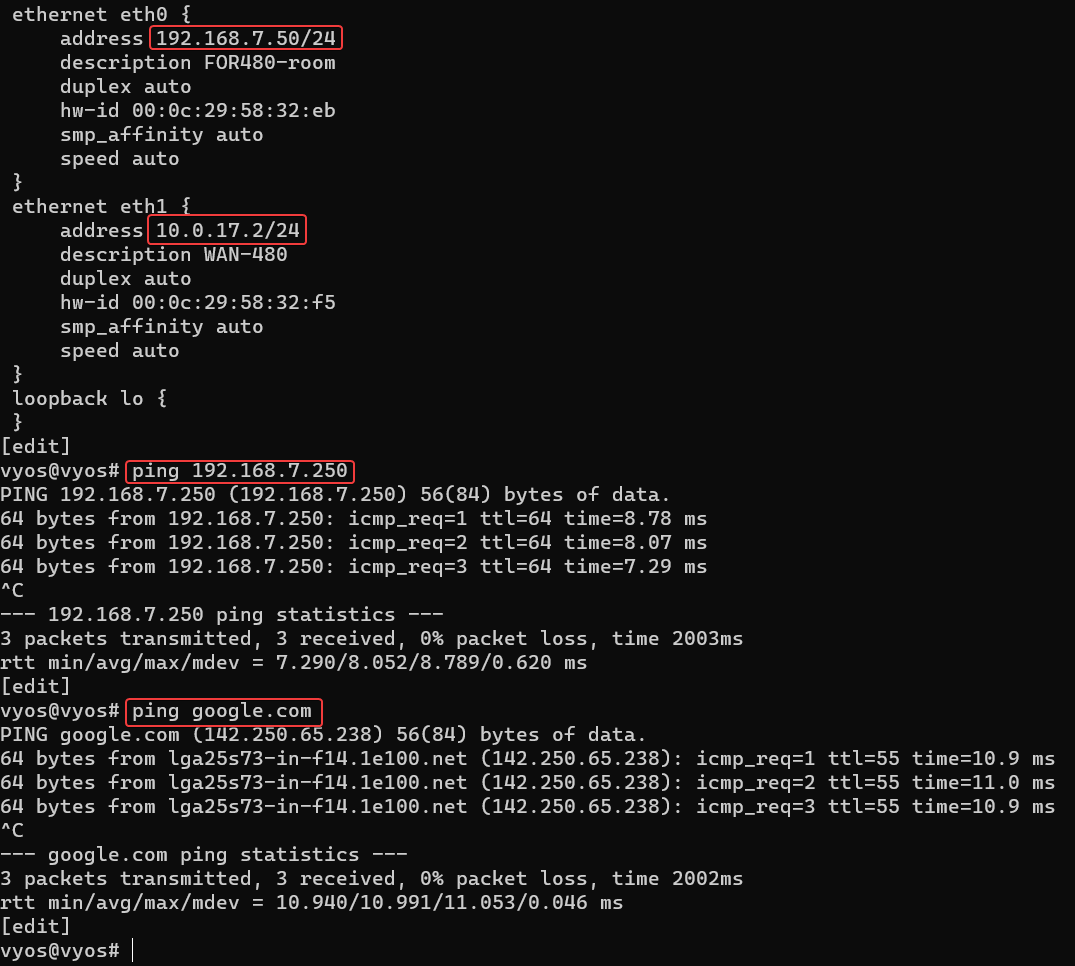 ethernet eth0 {
address 192.168.7.50/24
description FOR480-room
duplex auto
hw-id 00:0c:29:58:32:eb
smp_affinity auto
speed auto
}
ethernet eth1 {
address 10.0.17.2/24
description WAN-480
duplex auto
hw-id 00:0c:29:58:32:f5
smp_affinity auto
speed auto
}
loopback lo {
}
[edit]
vyos@vyos# ping 192.168.7.250
PING 192.168.7.250 (192.168.7.250) 56(84) bytes of data.
64 bytes from 192.168.7.250: icmp_req=1 ttl=64 time=8.78 ms
64 bytes from 192.168.7.250: icmp_req=2 ttl=64 time=8.07 ms
64 bytes from 192.168.7.250: icmp_req=3 ttl=64 time=7.29 ms
^C
--- 192.168.7.250 ping statistics ---
3 packets transmitted, 3 received, 0% packet loss, time 2003ms
rtt min/avg/max/mdev = 7.290/8.052/8.789/0.620 ms
[edit]
vyos@vyos# ping google.com
PING google.com (142.250.65.238) 56(84) bytes of data.
64 bytes from lga25s73-in-f14.1e100.net (142.250.65.238): icmp_req=1 ttl=55 time=10.9 ms
64 bytes from lga25s73-in-f14.1e100.net (142.250.65.238): icmp_req=2 ttl=55 time=11.0 ms
64 bytes from lga25s73-in-f14.1e100.net (142.250.65.238): icmp_req=3 ttl=55 time=10.9 ms
^C
--- google.com ping statistics ---
3 packets transmitted, 3 received, 0% packet loss, time 2002ms
rtt min/avg/max/mdev = 10.940/10.991/11.053/0.046 ms
[edit]
vyos@vyos#